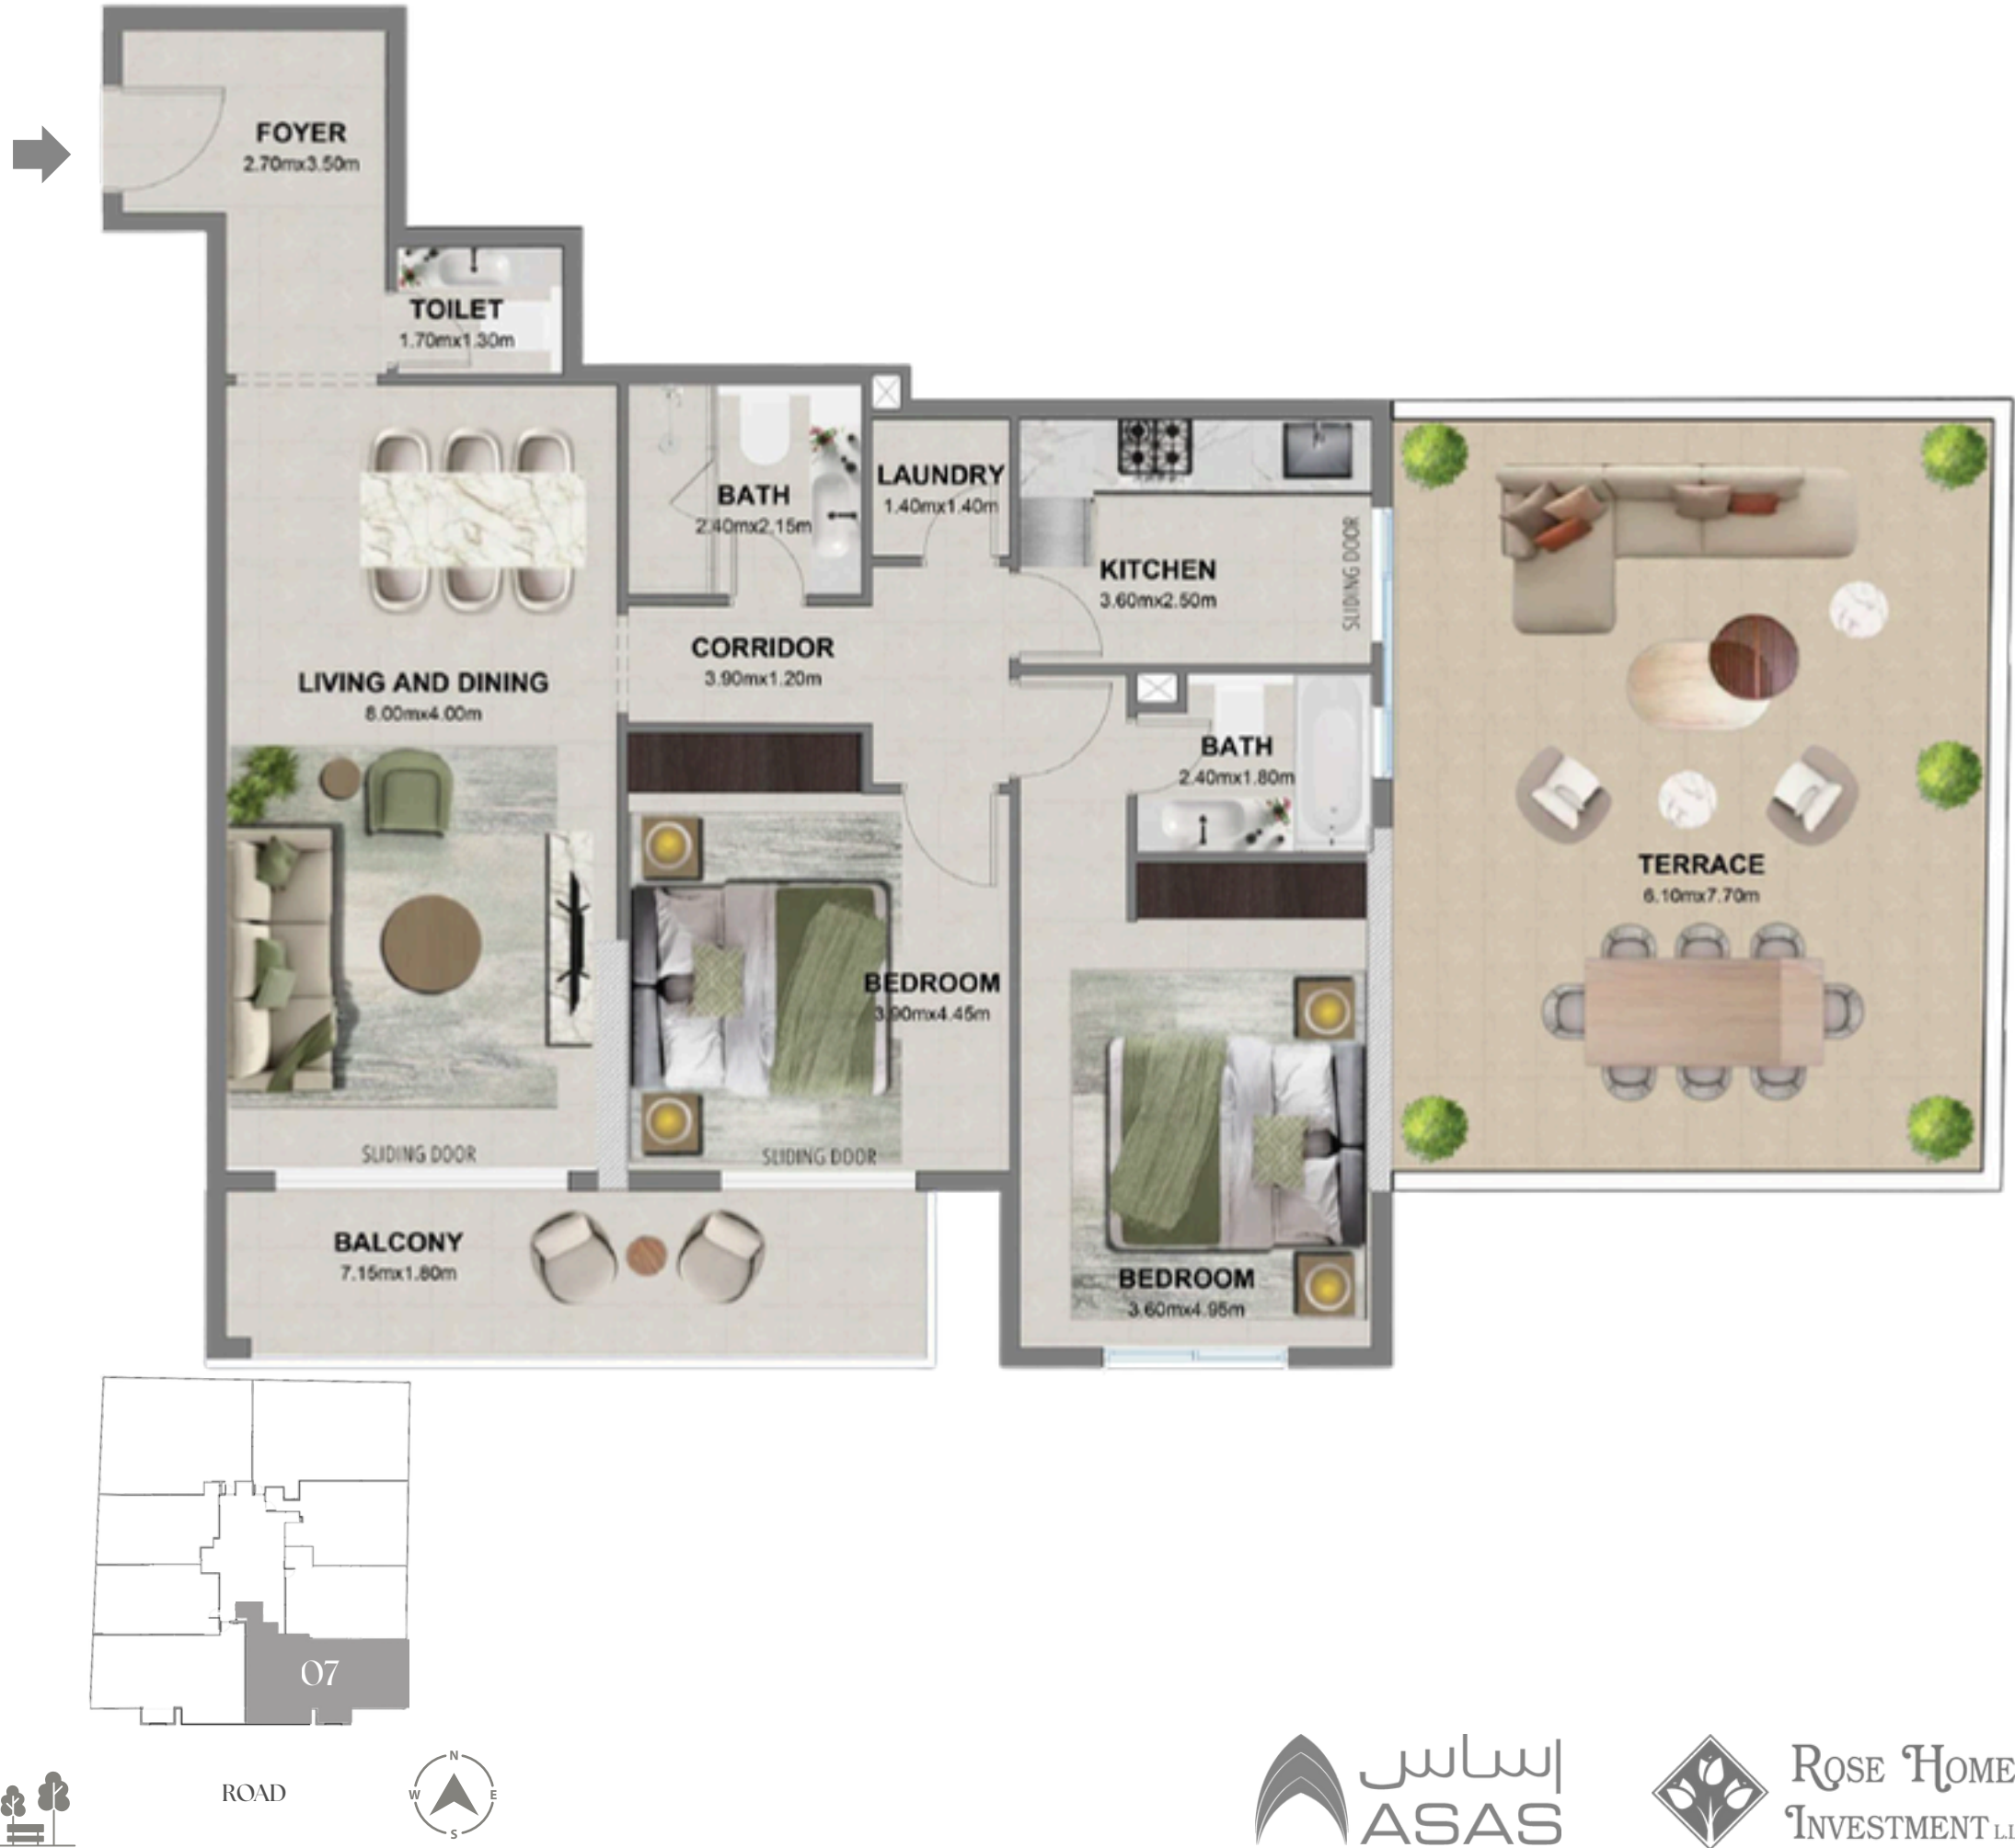 FOYER
2.70mx3.50m
TOILET
1.70mx1.30m
LAUNDRY
1.40mx1.40m
BATH
2.40mx2.15m
KITCHEN
3.60mx2.50m
SLIDING DOOR
CORRIDOR
3.90mx1.20m
LIVING AND DINING
8.00mx4.00m
BATH
2.40mx1.80m
TERRACE
6.10mx7.70m
BEDROOM
3.90mx4.45m
SLIDING DOOR
SLIDING DOOR
BALCONY
7.15mx1.80m
BEDROOM
3.60mx4.95m
07
ROAD
N
W E
S
إساس
ASAS
ROSE HOME
INVESTMENT